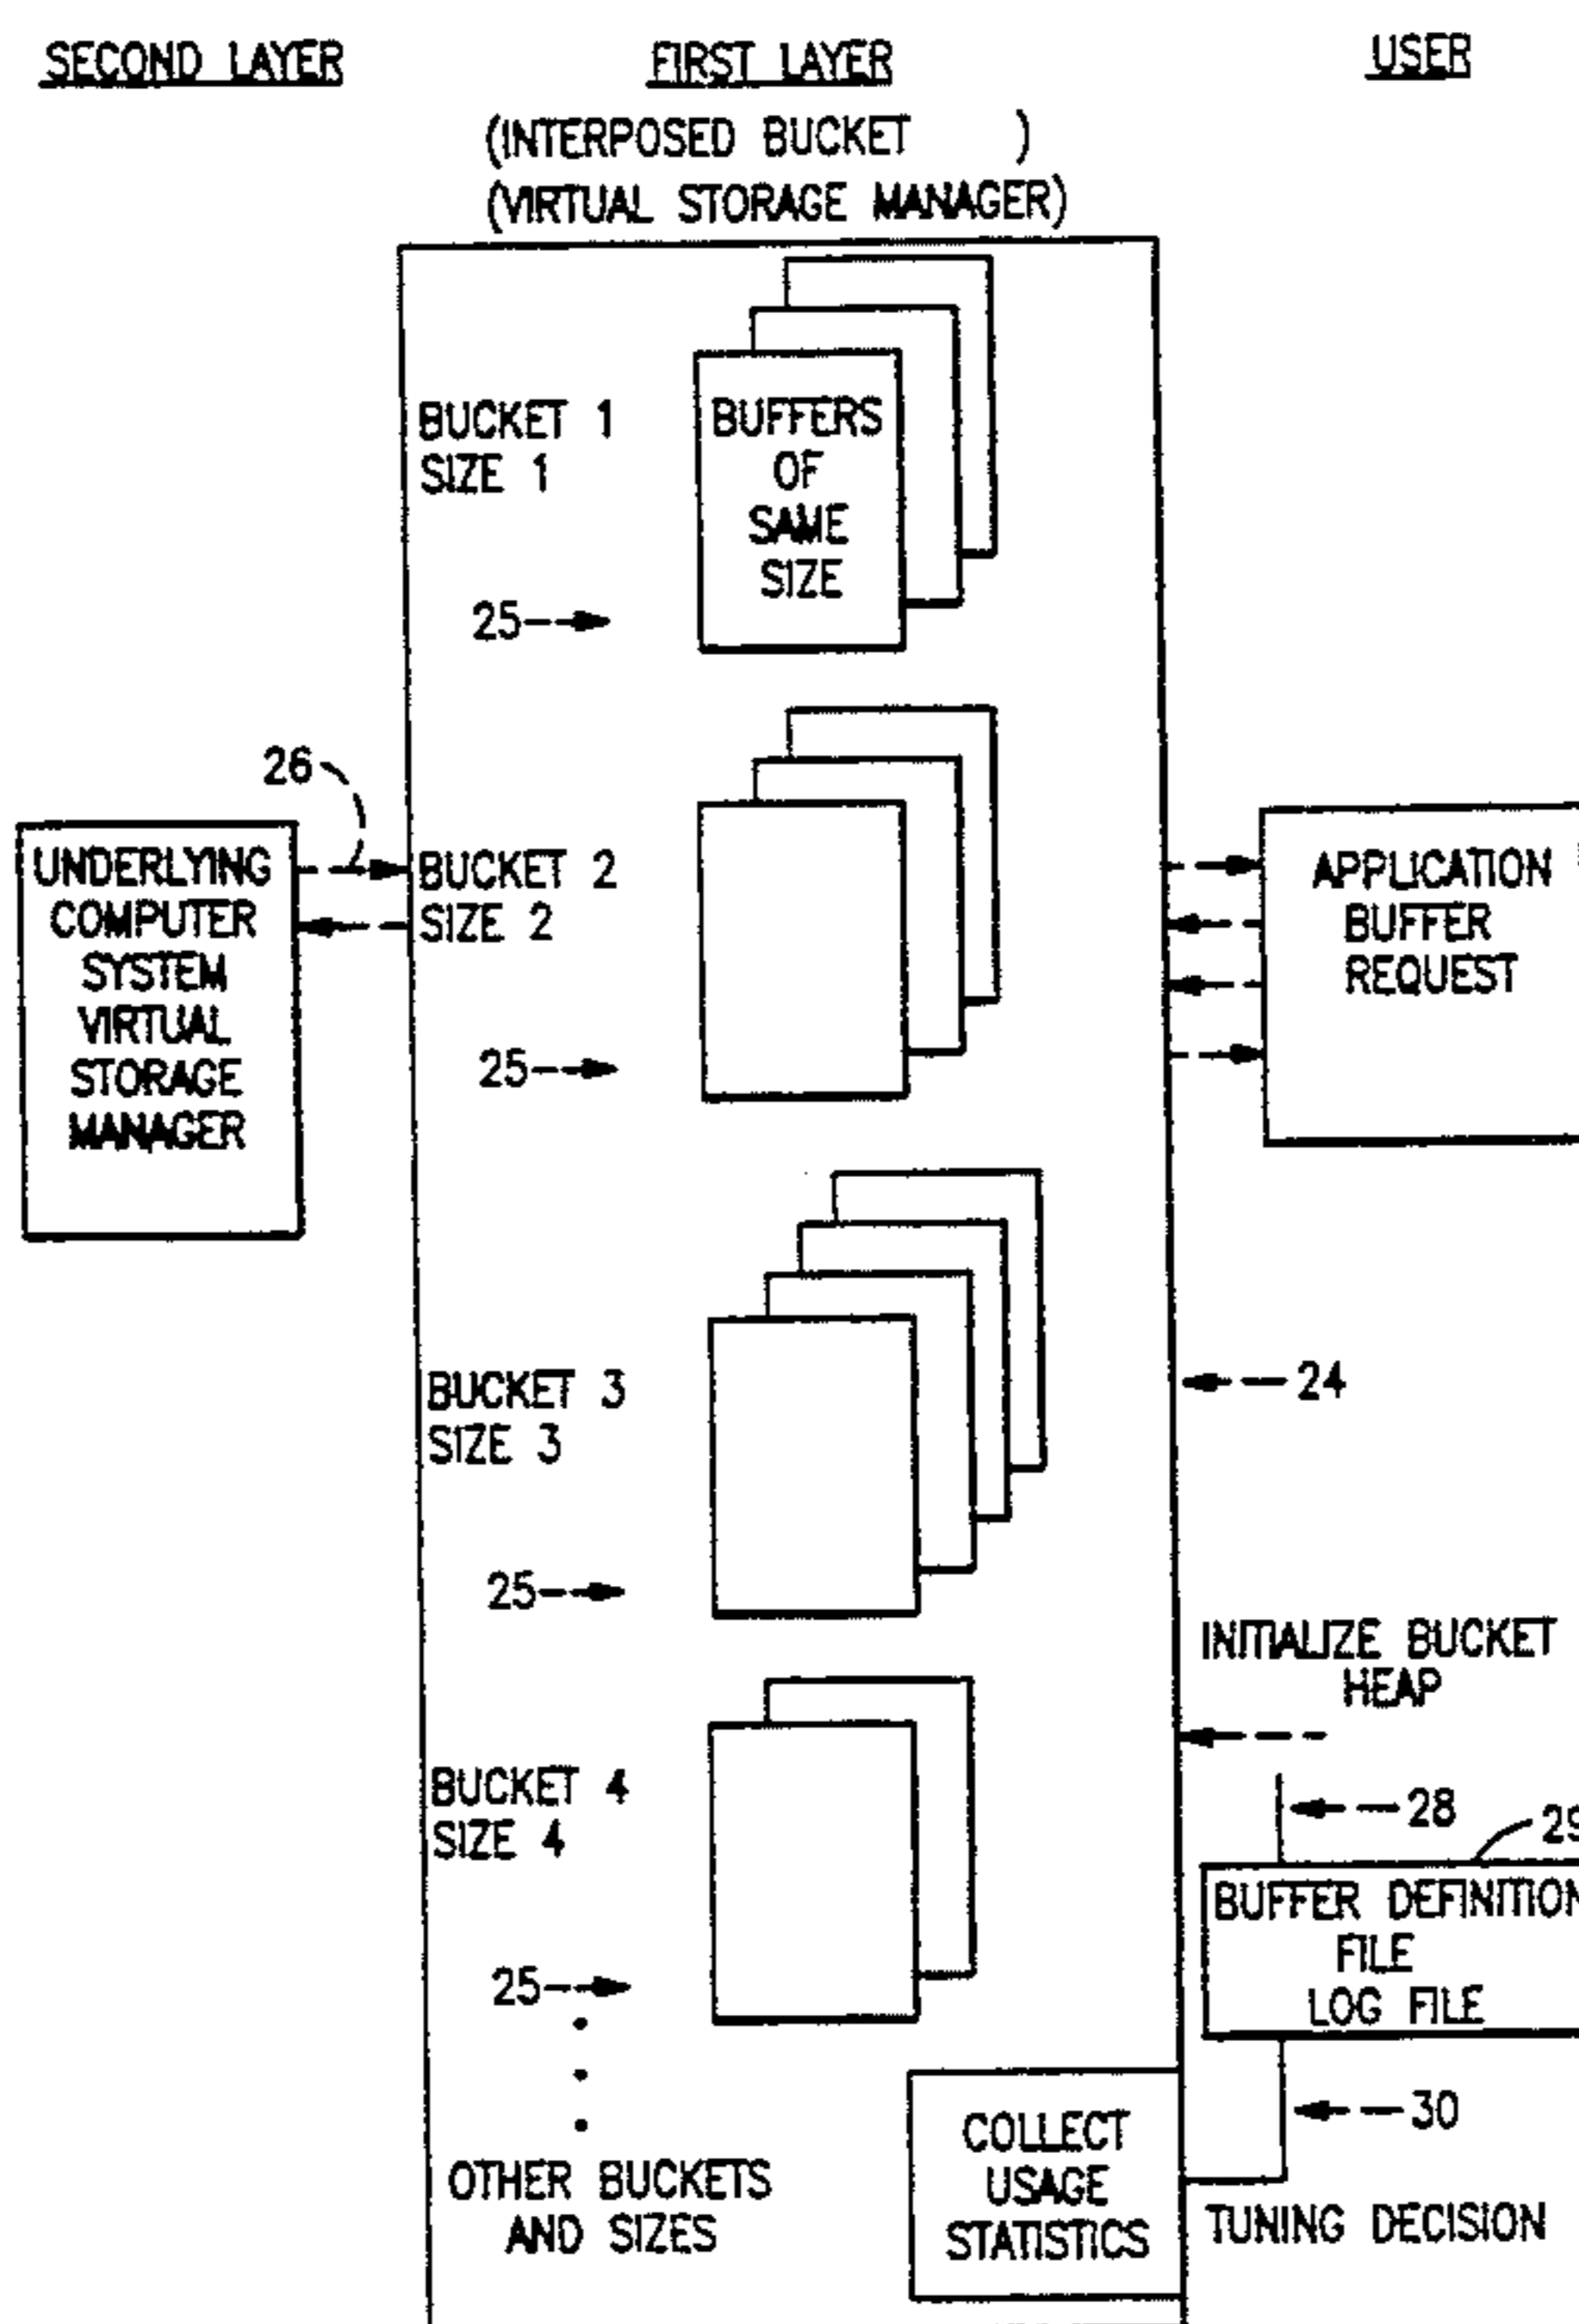 SECOND LAYER
FIRST LAYER
USER
(INTERPOSED BUCKET )
(VIRTUAL STORAGE MANAGER)
BUCKET 1
SIZE 1
BUFFERS
OF
SAME
SIZE
25
26
UNDERLYING
COMPUTER
SYSTEM
VIRTUAL
STORAGE
MANAGER
BUCKET 2
SIZE 2
25
APPLICATION
BUFFER
REQUEST
BUCKET 3
SIZE 3
25
24
INITIALIZE BUCKET
HEAP
BUCKET 4
SIZE 4
25
28
29
BUFFER DEFINITION
FILE
LOG FILE
30
OTHER BUCKETS
AND SIZES
COLLECT
USAGE
STATISTICS
TUNING DECISION